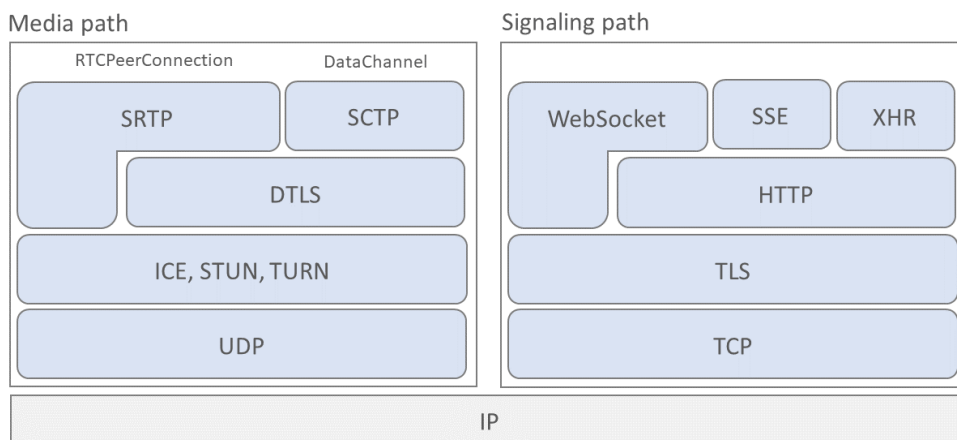 Media path
RTCPeerConnection
DataChannel
SRTP
SCTP
DTLS
ICE, STUN, TURN
UDP
Signaling path
WebSocket
SSE
XHR
HTTP
TLS
TCP
IP